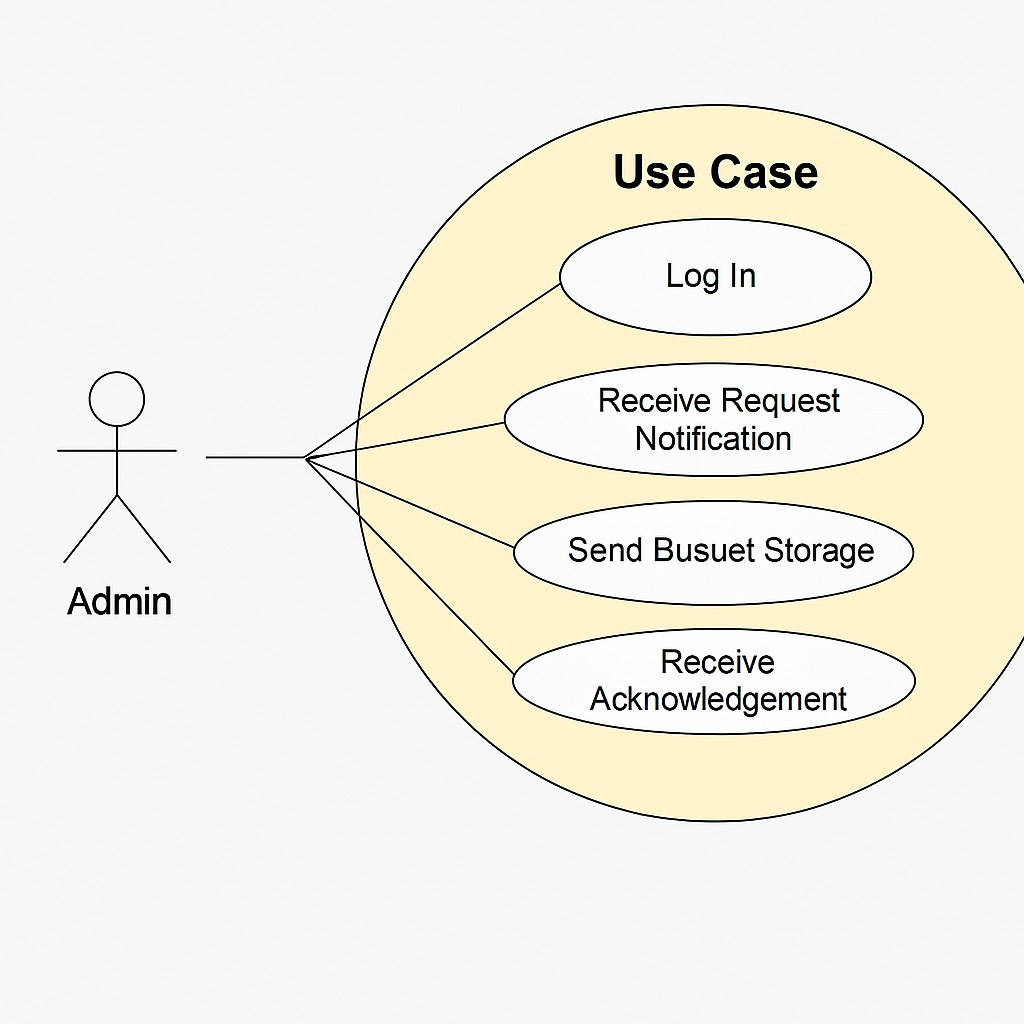 Use Case
Log In
Receive Request
Notification
Send Busuet Storage
Receive
Acknowledgement
Admin